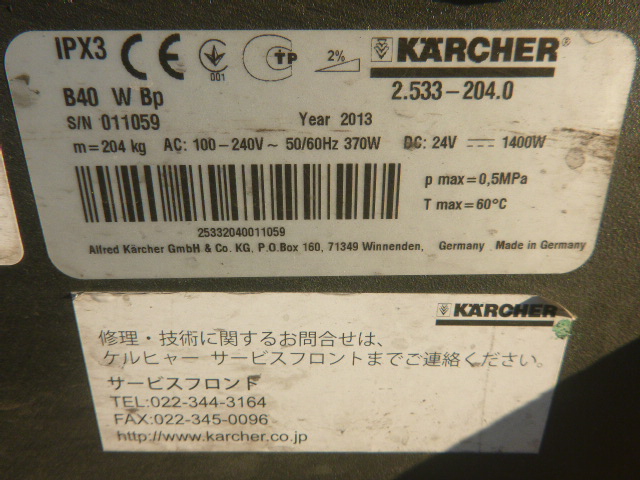 IPX3 CE 001 TP 2% KÄRCHER®
B40 W Bp 2.533-204.0
S/N 011059 Year 2013
m=204 kg AC: 100-240V~ 50/60Hz 370W DC: 24V ⎓ 1400W
p max=0,5MPa
T max=60°C
25332040011059
Alfred Kärcher GmbH & Co. KG, P.O.Box 160, 71349 Winnenden, Germany Made in Germany
KÄRCHER
修理・技術に関するお問合せは、
ケルヒャー サービスフロントまでご連絡ください。
サービスフロンド
TEL:022-344-3164
FAX:022-345-0096
http://www.karcher.co.jp